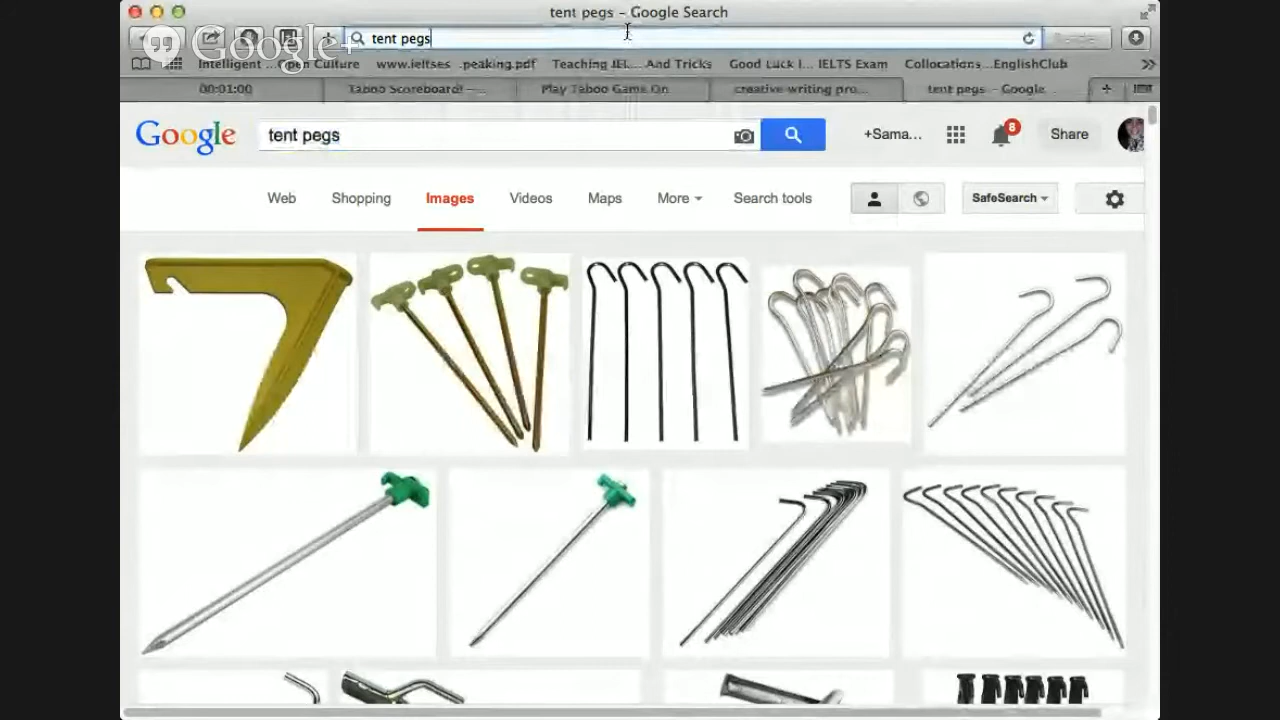 tent pegs – Google Search
Google+
tent pegs
Intelligent ...Open Culture www.ieltses...peaking.pdf Teaching IEL...And Tricks Good Luck I... IELTS Exam Collocations...EnglishClub
00:01:00 Taboo Scoreboard! –... Play Taboo Game On creative writing pro... tent pegs – Google...
Google tent pegs +Sama... 8 Share
Web Shopping Images Videos Maps More Search tools SafeSearch